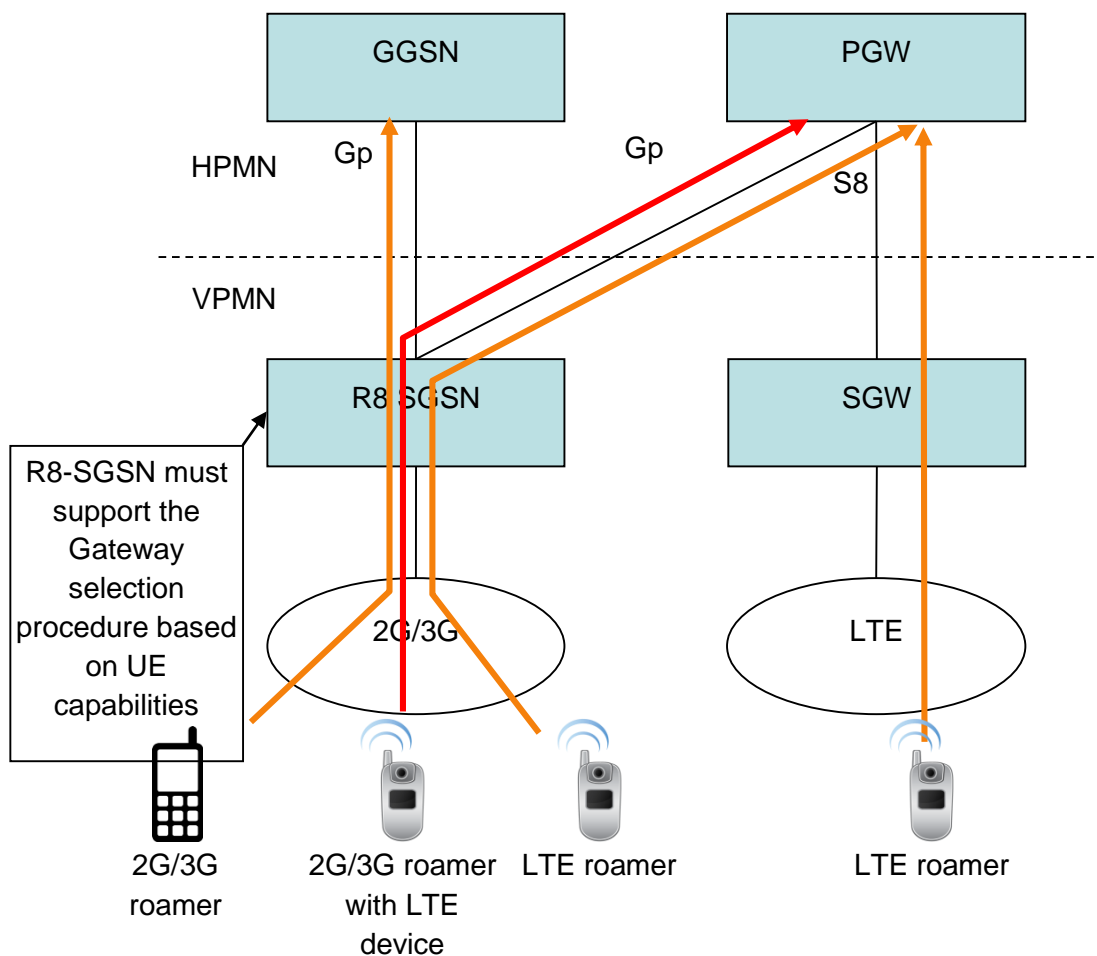 GGSN
PGW
Gp
Gp
HPMN
S8
VPMN
R8 SGSN
SGW
R8-SGSN must
support the
Gateway
selection
procedure based
on UE
capabilities
2G/3G
LTE
2G/3G
roamer
2G/3G roamer
with LTE
device
LTE roamer
LTE roamer